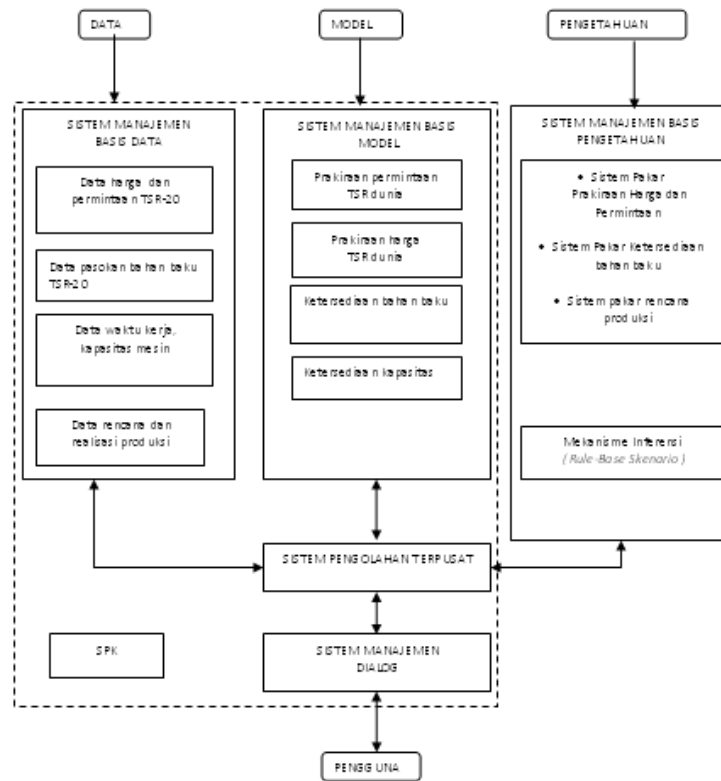 DATA
MODEL
PENGETAHUAN
SISTEM MANAJEMEN
BASIS DATA
Data harga dan
permintaan TSR-20
Data pasokan bahan baku
TSR-20
Data waktu kerja,
kapasitas mesin
Data rencana dan
realisasi produksi
SISTEM MANAJEMEN BASIS
MODEL
Prakiraan permintaan
TSR dunia
Prakiraan harga
TSR dunia
Ketersediaan bahan baku
Ketersediaan kapasitas
SISTEM MANAJEMEN BASIS
PENGETAHUAN
• Sistem Pakar
Prakiraan Harga dan
Permintaan
• Sistem Pakar Ketersediaan
bahan baku
• Sistem pakar rencana
produksi
Mekanisme Inferensi
( Rule-Base Skenario )
SISTEM PENGOLAHAN TERPUSAT
SPK
SISTEM MANAJEMEN
DIALOG
PENGGUNA